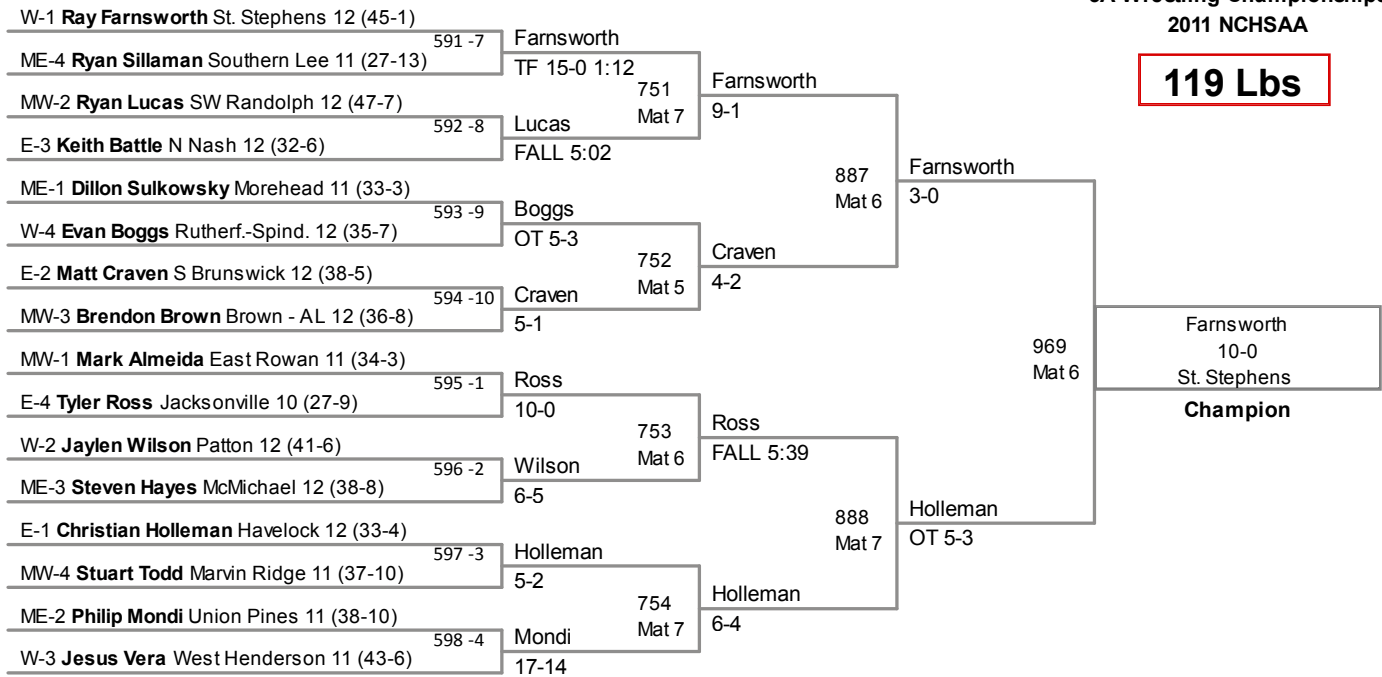 3A Wrestling Championships
2011 NCHSAA
119 Lbs
W-1 Ray Farnsworth St. Stephens 12 (45-1)
591 -7
ME-4 Ryan Sillaman Southern Lee 11 (27-13)
MW-2 Ryan Lucas SW Randolph 12 (47-7)
592 -8
E-3 Keith Battle N Nash 12 (32-6)
ME-1 Dillon Sulkowsky Morehead 11 (33-3)
593 -9
W-4 Evan Boggs Rutherf.-Spind. 12 (35-7)
E-2 Matt Craven S Brunswick 12 (38-5)
594 -10
MW-3 Brendon Brown Brown - AL 12 (36-8)
MW-1 Mark Almeida East Rowan 11 (34-3)
595 -1
E-4 Tyler Ross Jacksonville 10 (27-9)
W-2 Jaylen Wilson Patton 12 (41-6)
596 -2
ME-3 Steven Hayes McMichael 12 (38-8)
E-1 Christian Holleman Havelock 12 (33-4)
597 -3
MW-4 Stuart Todd Marvin Ridge 11 (37-10)
ME-2 Philip Mondi Union Pines 11 (38-10)
598 -4
W-3 Jesus Vera West Henderson 11 (43-6)
Farnsworth
TF 15-0 1:12
751
Mat 7
Lucas
FALL 5:02
Boggs
OT 5-3
752
Mat 5
Craven
5-1
Ross
10-0
753
Mat 6
Wilson
6-5
Holleman
5-2
754
Mat 7
Mondi
17-14
Farnsworth
9-1
887
Mat 6
Craven
4-2
Ross
FALL 5:39
888
Mat 7
Holleman
6-4
Farnsworth
3-0
969
Mat 6
Holleman
OT 5-3
Farnsworth
10-0
St. Stephens
Champion